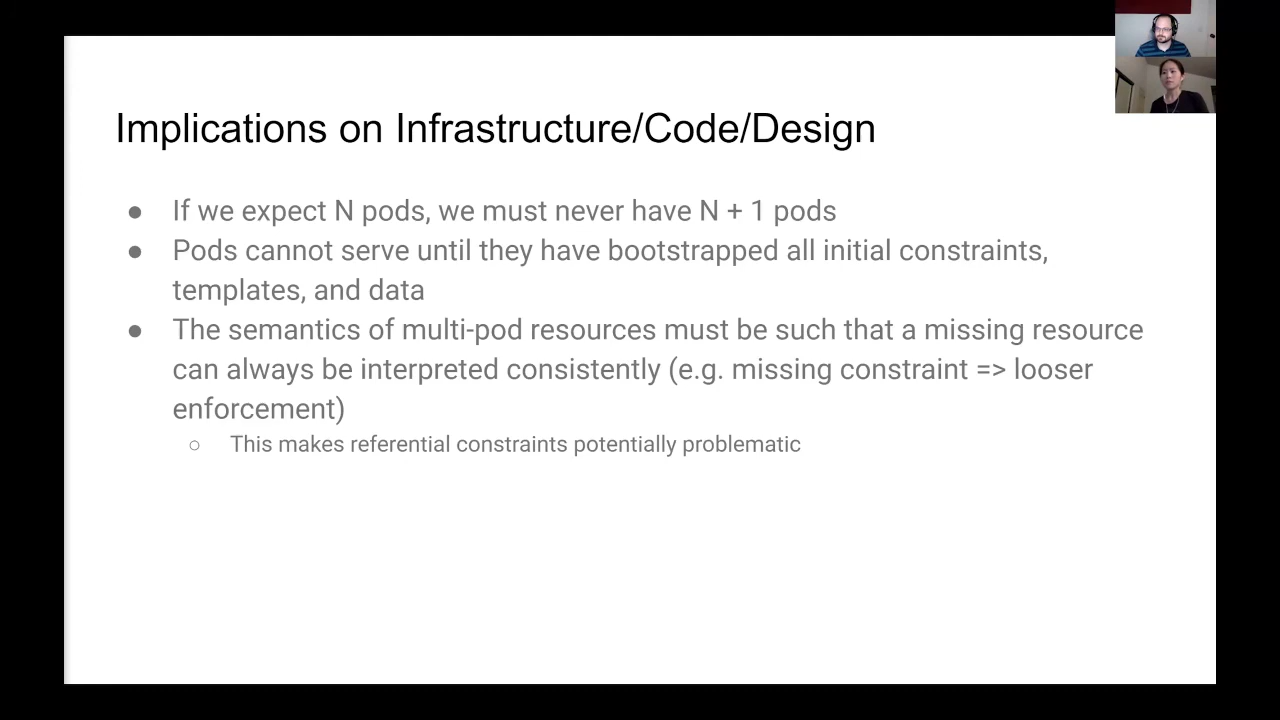 Implications on Infrastructure/Code/Design
● If we expect N pods, we must never have N + 1 pods
● Pods cannot serve until they have bootstrapped all initial constraints,
templates, and data
● The semantics of multi-pod resources must be such that a missing resource
can always be interpreted consistently (e.g. missing constraint => looser
enforcement)
○ This makes referential constraints potentially problematic